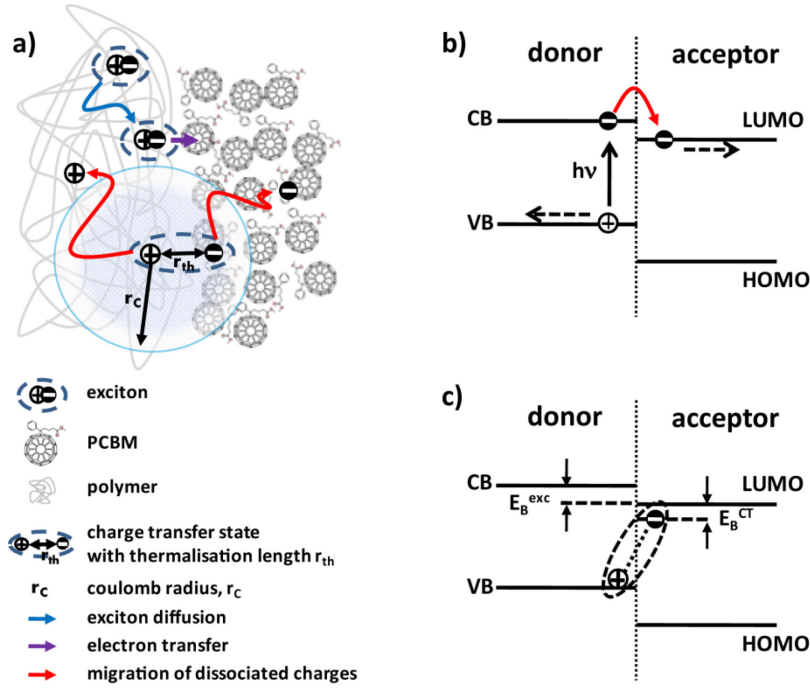 a)
r_th
r_C
exciton
PCBM
polymer
r_th
charge transfer state
with thermalisation length r_th
r_C
coulomb radius, r_C
exciton diffusion
electron transfer
migration of dissociated charges
b)
donor
acceptor
CB
LUMO
hν
VB
HOMO
c)
donor
acceptor
CB
LUMO
E_B^exc
E_B^CT
VB
HOMO